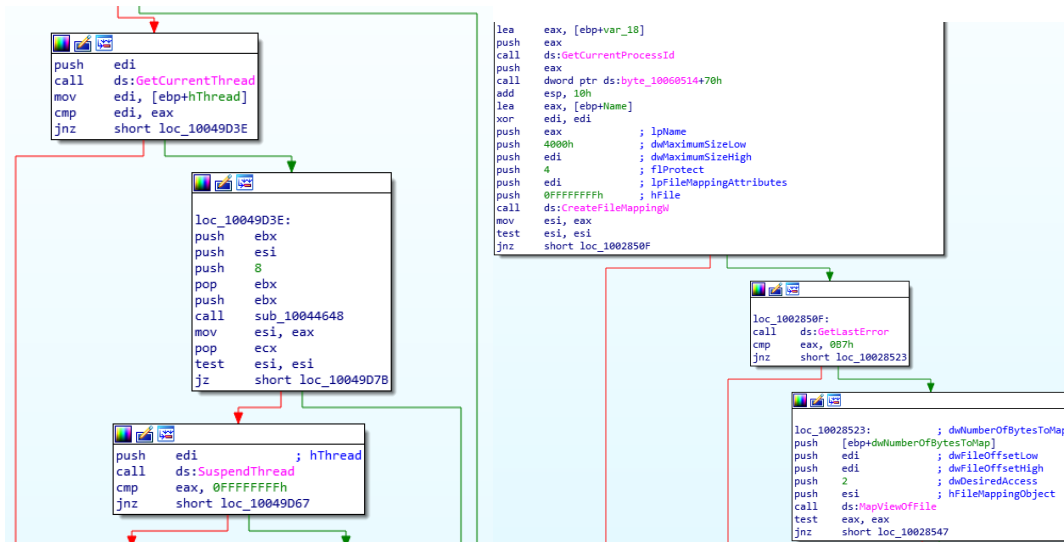 push edi
call ds:GetCurrentThread
mov edi, [ebp+hThread]
cmp edi, eax
jnz short loc_10049D3E
loc_10049D3E:
push ebx
push esi
push 8
pop ebx
push ebx
call sub_10044648
mov esi, eax
pop ecx
test esi, esi
jz short loc_10049D7B
push edi ; hThread
call ds:SuspendThread
cmp eax, 0FFFFFFFFh
jnz short loc_10049D67
lea eax, [ebp+var_18]
push eax
call ds:GetCurrentProcessId
push eax
call dword ptr ds:byte_10060514+70h
add esp, 10h
lea eax, [ebp+Name]
xor edi, edi
push eax ; lpName
push 4000h ; dwMaximumSizeLow
push edi ; dwMaximumSizeHigh
push 4 ; flProtect
push edi ; lpFileMappingAttributes
push 0FFFFFFFFh ; hFile
call ds:CreateFileMappingW
mov esi, eax
test esi, esi
jnz short loc_1002850F
loc_1002850F:
call ds:GetLastError
cmp eax, 0B7h
jnz short loc_10028523
loc_10028523: ; dwNumberOfBytesToMap
push [ebp+dwNumberOfBytesToMap]
push edi ; dwFileOffsetLow
push edi ; dwFileOffsetHigh
push 2 ; dwDesiredAccess
push esi ; hFileMappingObject
call ds:MapViewOfFile
test eax, eax
jnz short loc_10028547